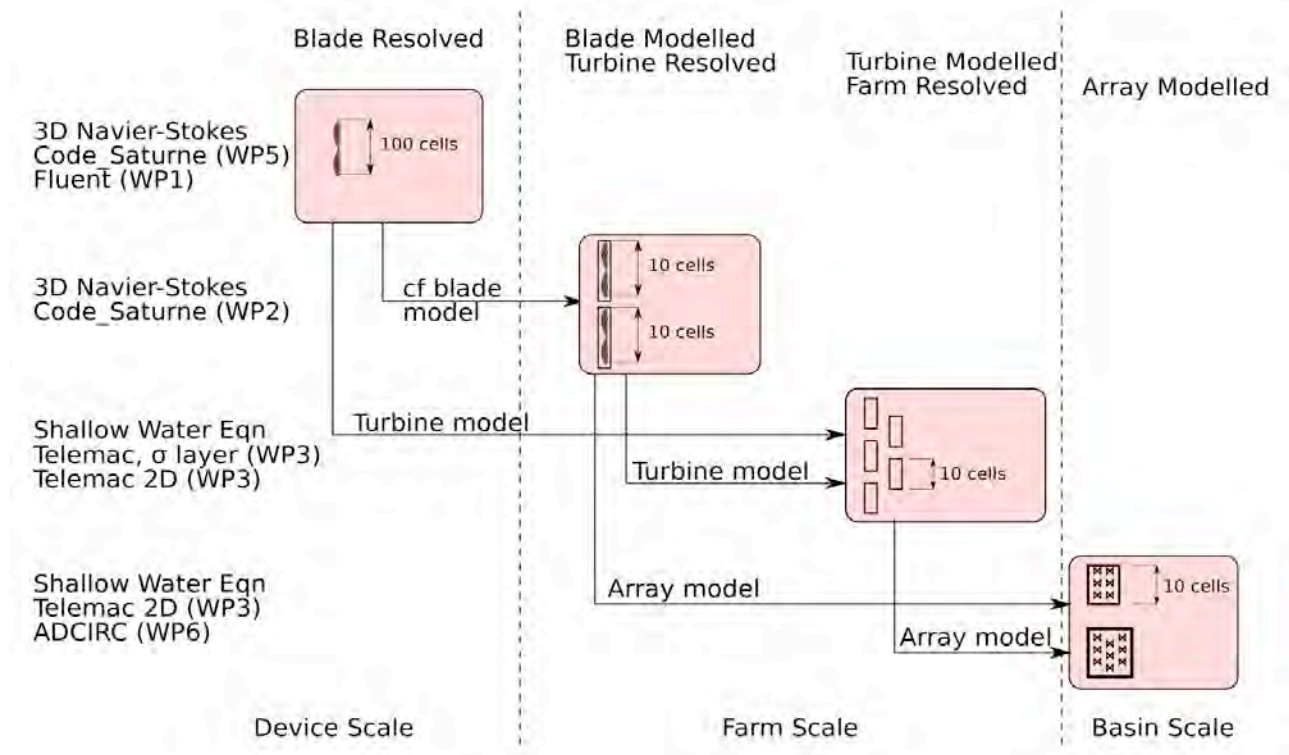 Blade Resolved
Blade Modelled
Turbine Resolved
Turbine Modelled
Farm Resolved
Array Modelled
3D Navier-Stokes
Code_Saturne (WP5)
Fluent (WP1)
100 cells
3D Navier-Stokes
Code_Saturne (WP2)
cf blade
model
10 cells
10 cells
Shallow Water Eqn
Telemac, σ layer (WP3)
Telemac 2D (WP3)
Turbine model
Turbine model
10 cells
Shallow Water Eqn
Telemac 2D (WP3)
ADCIRC (WP6)
Array model
Array model
10 cells
Device Scale
Farm Scale
Basin Scale